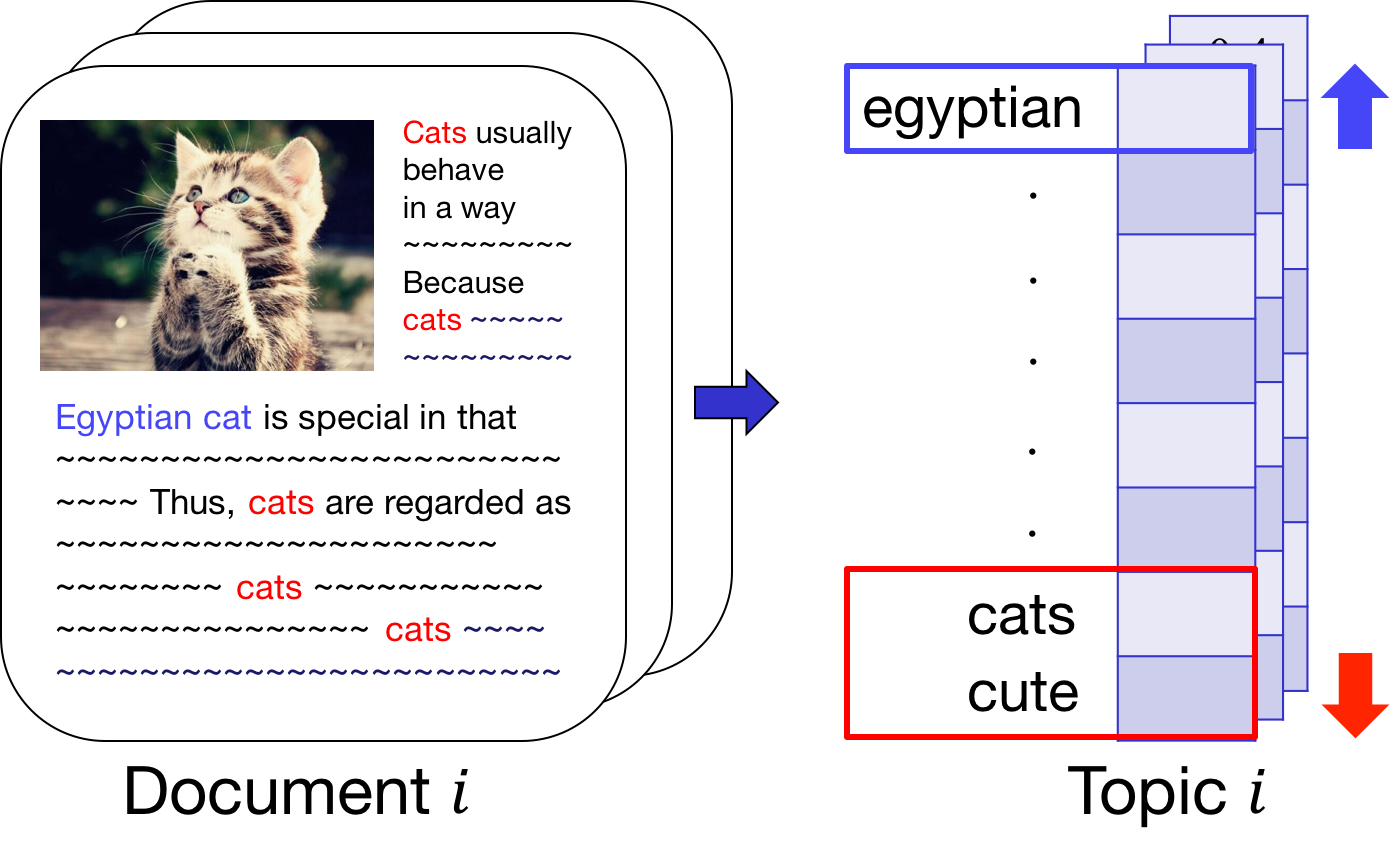 Cats usually
behave
in a way
~~~~~~~~~
Because
cats ~~~~~
~~~~~~~~~
Egyptian cat is special in that
~~~~~~~~~~~~~~~~~~~~~~~~
~~~~ Thus, cats are regarded as
~~~~~~~~~~~~~~~~~~~~~
~~~~~~~~ cats ~~~~~~~~~~~
~~~~~~~~~~~~~~~ cats ~~~~
~~~~~~~~~~~~~~~~~~~~~~~~
Document i
egyptian
.
.
.
.
.
cats
cute
Topic i